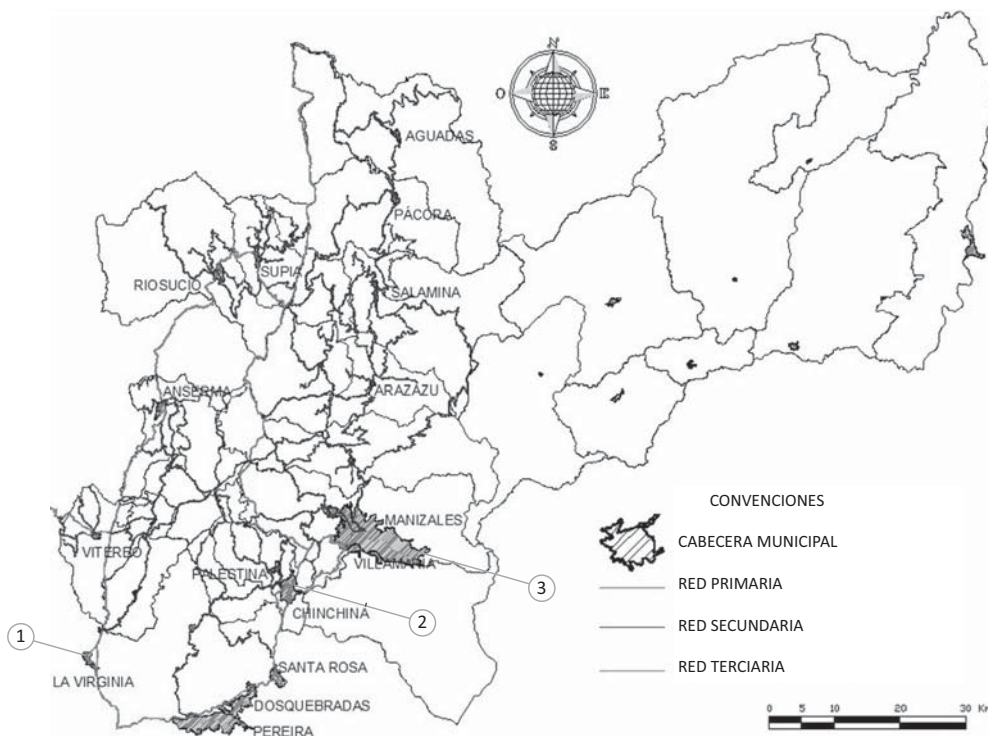 N
O
E
S
AGUADAS
PÁCORA
SUPIA
RIOSUCIO
SALAMINA
ANSERMA
ARAZAZU
CONVENCIONES
MANIZALES
CABECERA MUNICIPAL
VITERBO
VILLAMARIA
PALESTINA
3
RED PRIMARIA
CHINCHINA
2
1
RED SECUNDARIA
SANTA ROSA
RED TERCIARIA
LA VIRGINIA
DOSQUEBRADAS
PEREIRA
0 5 10 20 30 K